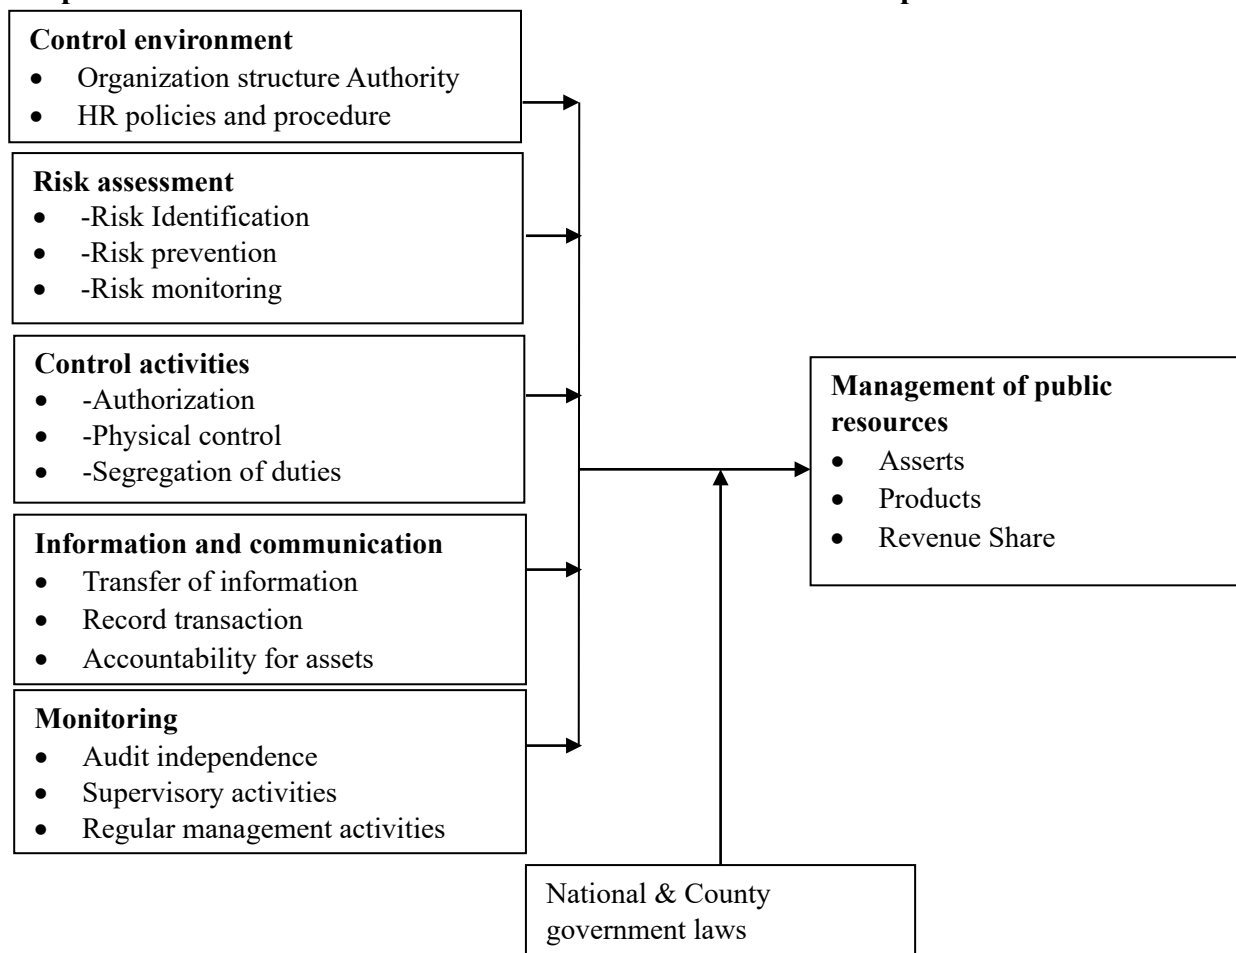 Control environment
• Organization structure Authority
• HR policies and procedure
Risk assessment
• -Risk Identification
• -Risk prevention
• -Risk monitoring
Control activities
• -Authorization
• -Physical control
• -Segregation of duties
Information and communication
• Transfer of information
• Record transaction
• Accountability for assets
Monitoring
• Audit independence
• Supervisory activities
• Regular management activities
Management of public
resources
• Asserts
• Products
• Revenue Share
National & County
government laws